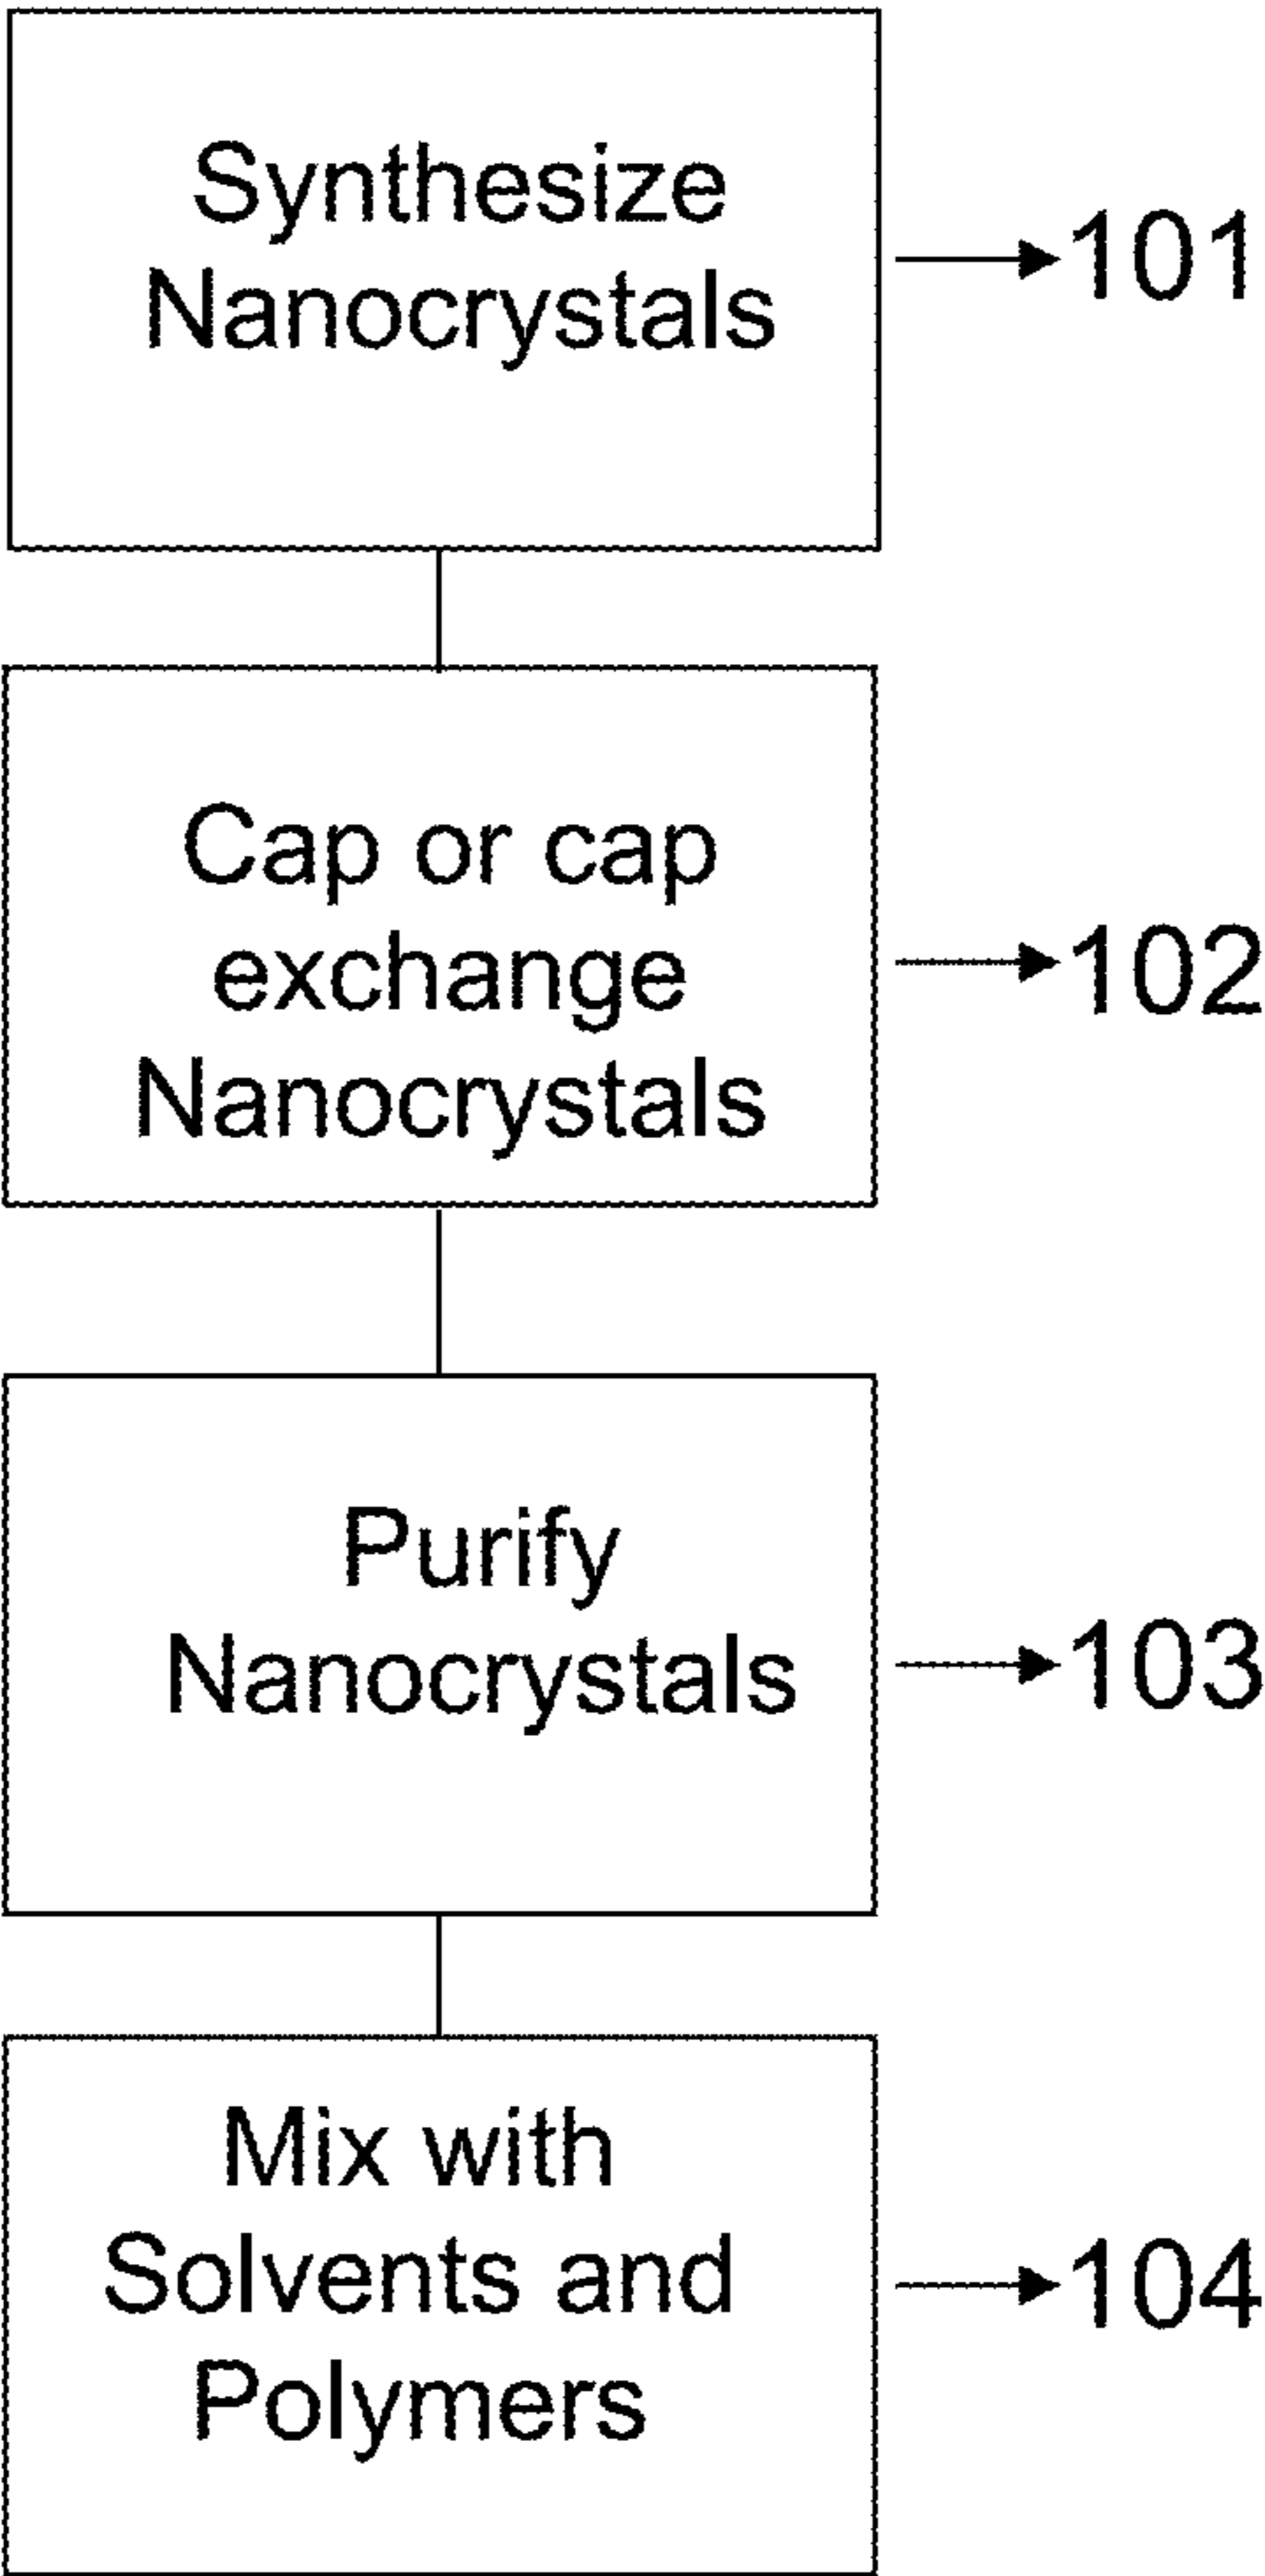 Synthesize
Nanocrystals
101
Cap or cap
exchange
Nanocrystals
102
Purify
Nanocrystals
103
Mix with
Solvents and
Polymers
104